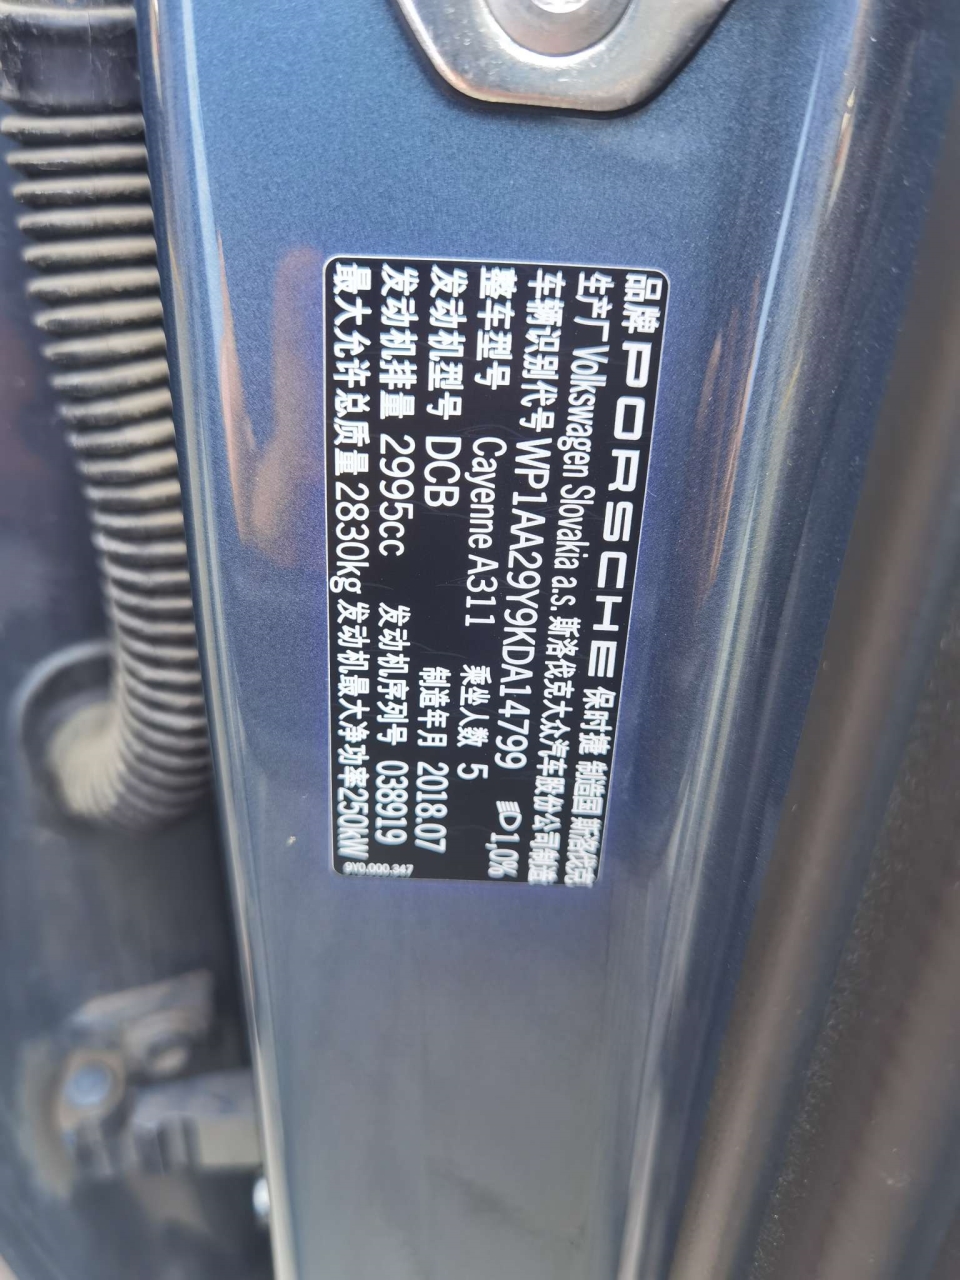 品牌 PORSCHE 保时捷 制造国 斯洛伐克
生产厂 Volkswagen Slovakia a.s. 斯洛伐克大众汽车股份公司制造
车辆识别代号 WP1AA29Y9KDA14799
整车型号 Cayenne A311 乘坐人数 5 1,0%
发动机型号 DCB 制造年月 2018.07
发动机排量 2995cc 发动机序列号 038919
最大允许总质量 2830kg 发动机最大净功率250kW
9Y0.000.347